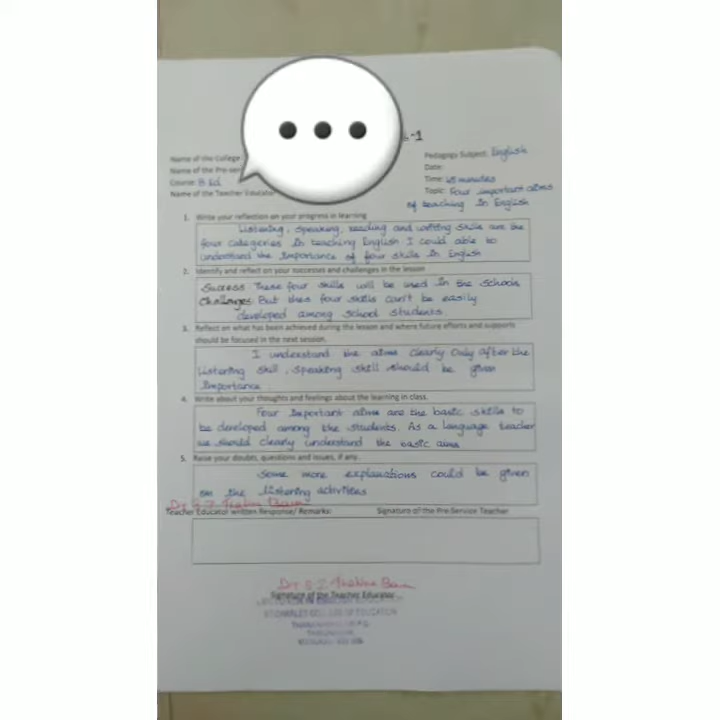 -1
Name of the College
Pedagogy Subject: English
Name of the Pre-ser
Date:
Course: B Ed
Time: 45 minutes
Name of the Teacher Educator
Topic: Four important aims
of teaching in English
1. Write your reflection on your progress in learning
Listening, Speaking, reading and writing skills are the
four categories in teaching English I could able to
understand the importance of four skills in English
2. Identify and reflect on your successes and challenges in the lesson
Success These four skills will be used in the schools
Challenges: But thes four skills can't be easily
developed among school students
3. Reflect on what has been achieved during the lesson and where future efforts and supports
should be focused in the next session.
I understand the aims clearly only after the
listening skill, speaking skill should be given
importance
4. Write about your thoughts and feelings about the learning in class.
Four important aims are the basic skills to
be developed among the students. As a language teacher
we should clearly understand the basic aims
5. Raise your doubts, questions and issues, if any.
Some more explanations could be given
on the listening activities
Teacher Educator written Response/ Remarks:
Signature of the Pre-Service Teacher
Signature of the Teacher Educator
COLLEGE OF EDUCATION